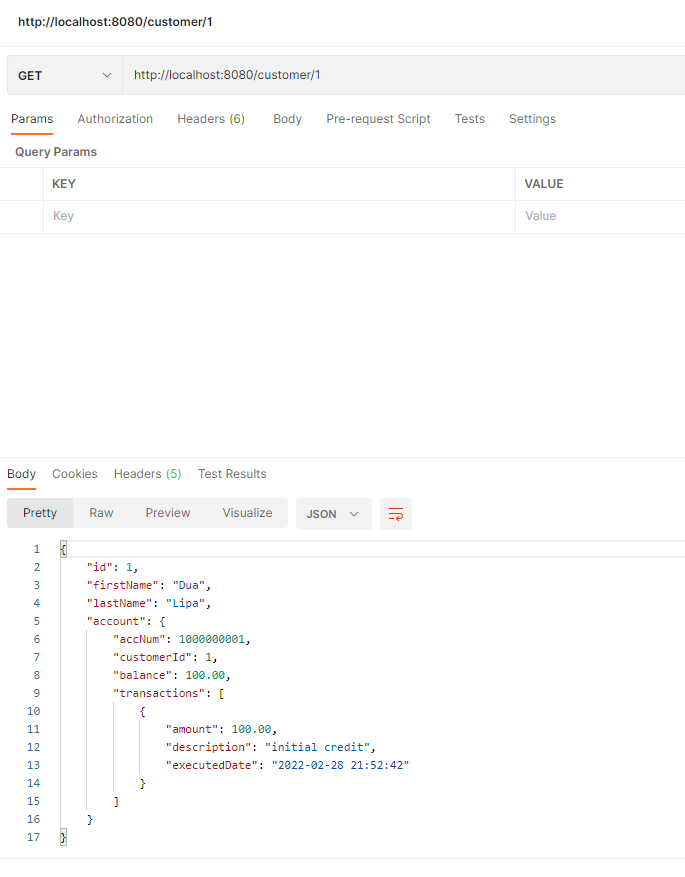 http://localhost:8080/customer/1
GET http://localhost:8080/customer/1
Params Authorization Headers (6) Body Pre-request Script Tests Settings
Query Params
KEY VALUE
Key Value
Body Cookies Headers (5) Test Results
Pretty Raw Preview Visualize JSON
1 {
2 "id": 1,
3 "firstName": "Dua",
4 "lastName": "Lipa",
5 "account": {
6 "accNum": 1000000001,
7 "customerId": 1,
8 "balance": 100.00,
9 "transactions": [
10 {
11 "amount": 100.00,
12 "description": "initial credit",
13 "executedDate": "2022-02-28 21:52:42"
14 }
15 ]
16 }
17 }